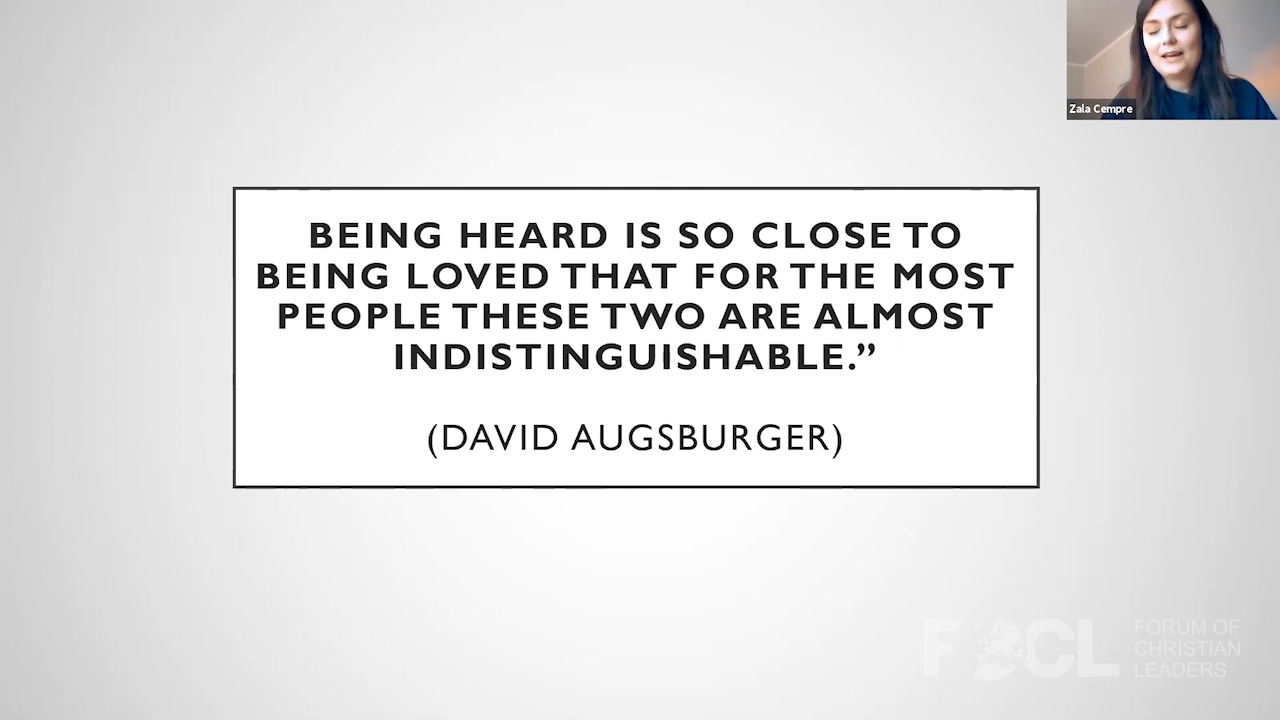 Zala Cempre
BEING HEARD IS SO CLOSE TO
BEING LOVED THAT FOR THE MOST
PEOPLE THESE TWO ARE ALMOST
INDISTINGUISHABLE.”
(DAVID AUGSBURGER)
FOCL
FORUM OF
CHRISTIAN
LEADERS